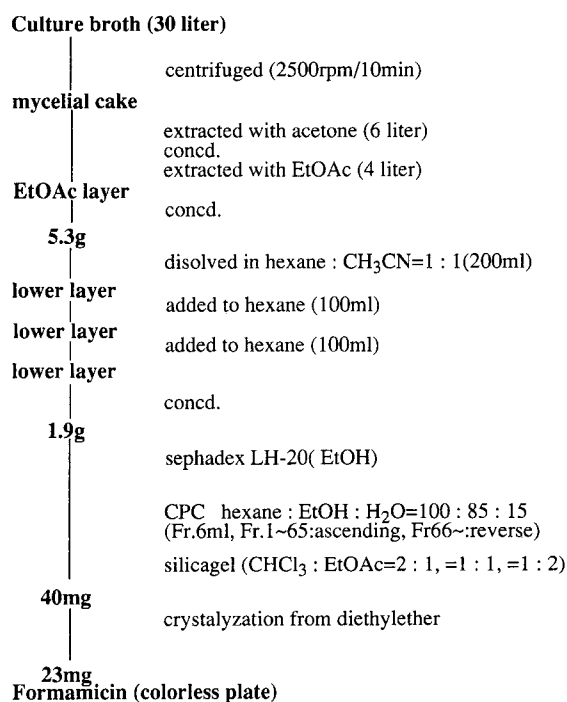 Culture broth (30 liter)
centrifuged (2500rpm/10min)
mycelial cake
extracted with acetone (6 liter)
concd.
extracted with EtOAc (4 liter)
EtOAc layer
concd.
5.3g
disolved in hexane : CH₃CN=1 : 1(200ml)
lower layer
added to hexane (100ml)
lower layer
added to hexane (100ml)
lower layer
concd.
1.9g
sephadex LH-20( EtOH)
CPC hexane : EtOH : H₂O=100 : 85 : 15
(Fr.6ml, Fr.1~65:ascending, Fr66~:reverse)
silicagel (CHCl₃ : EtOAc=2 : 1, =1 : 1, =1 : 2)
40mg
crystalyzation from diethylether
23mg
Formamicin (colorless plate)